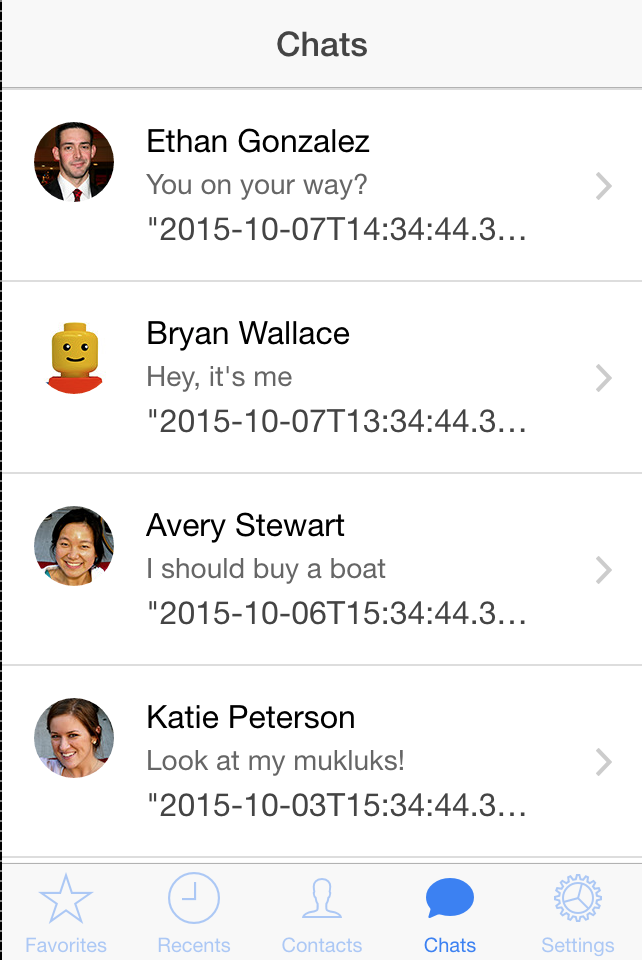 Chats
Ethan Gonzalez
You on your way?
"2015-10-07T14:34:44.3...
Bryan Wallace
Hey, it's me
"2015-10-07T13:34:44.3...
Avery Stewart
I should buy a boat
"2015-10-06T15:34:44.3...
Katie Peterson
Look at my mukluks!
"2015-10-03T15:34:44.3...
Favorites Recents Contacts Chats Settings